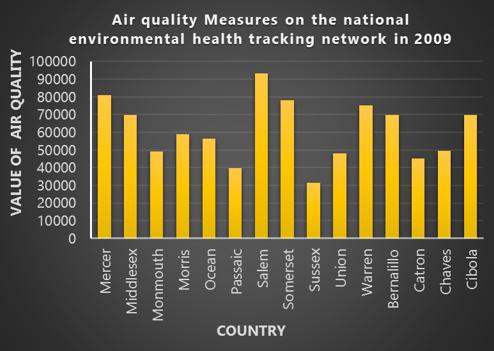 Air quality Measures on the national
environmental health tracking network in 2009
VALUE OF AIR QUALITY
100000
90000
80000
70000
60000
50000
40000
30000
20000
10000
0
Mercer
Middlesex
Monmouth
Morris
Ocean
Passaic
Salem
Somerset
Sussex
Union
Warren
Bernalillo
Catron
Chaves
Cibola
COUNTRY